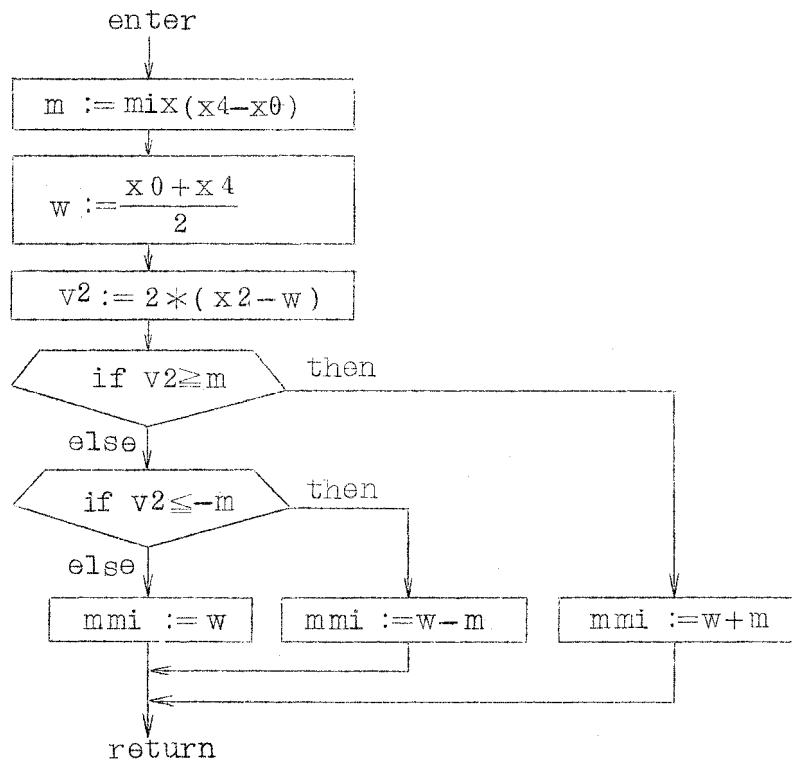 enter
m := mix(x4-x0)
w := \frac{x0+x4}{2}
v2 := 2*(x2-w)
if v2≧m
then
else
if v2≦-m
then
else
mmi := w
mmi :=w-m
mmi :=w+m
return